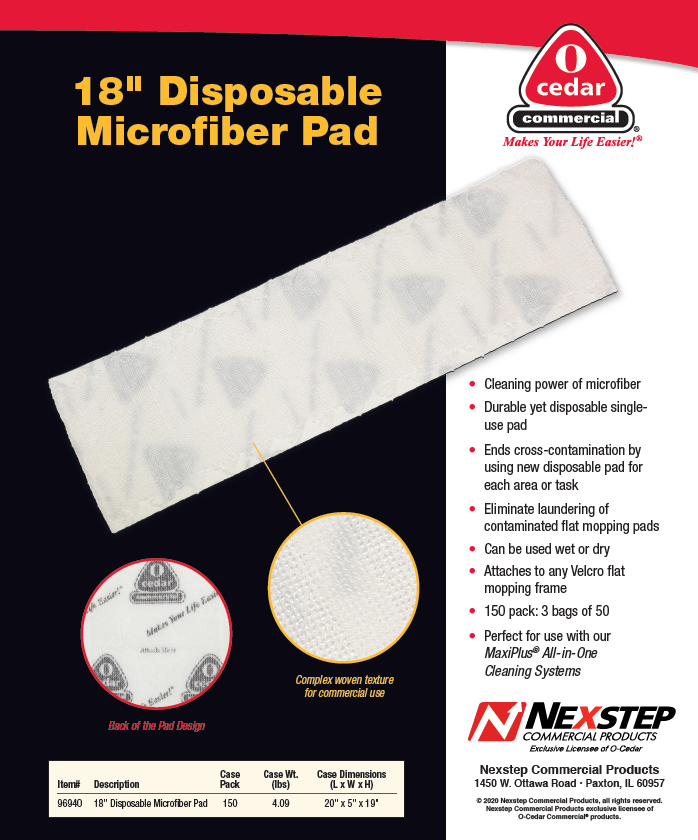 18" Disposable
Microfiber Pad
O
cedar
commercial®
Makes Your Life Easier!®
• Cleaning power of microfiber
• Durable yet disposable single-
use pad
• Ends cross-contamination by
using new disposable pad for
each area or task
• Eliminate laundering of
contaminated flat mopping pads
• Can be used wet or dry
• Attaches to any Velcro flat
mopping frame
• 150 pack: 3 bags of 50
• Perfect for use with our
MaxiPlus® All-in-One
Cleaning Systems
O
cedar
Makes Your Life Easie
ife Easier!"
Attach Here
Back of the Pad Design
Complex woven texture
for commercial use
NEXSTEP
COMMERCIAL PRODUCTS
Exclusive Licensee of O-Cedar
Nexstep Commercial Products
1450 W. Ottawa Road • Paxton, IL 60957
© 2020 Nexstep Commercial Products, all rights reserved.
Nexstep Commercial Products exclusive licensee of
O-Cedar Commercial® products.
Item# Description Case Pack Case Wt. (lbs) Case Dimensions (L x W x H)
96940 18" Disposable Microfiber Pad 150 4.09 20" x 5" x 19"